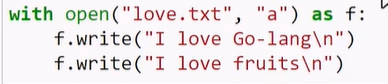 with open("love.txt", "a") as f:
    f.write("I love Go-lang\n")
    f.write("I love fruits\n")